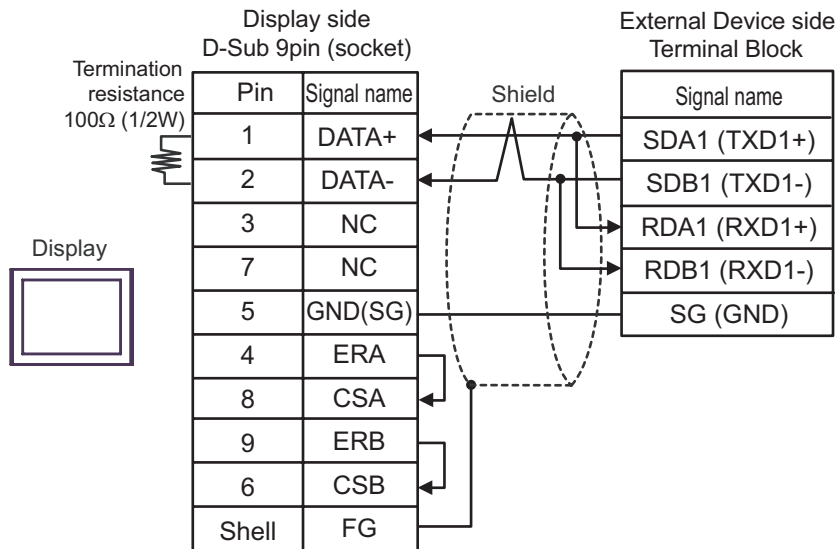 Display side
D-Sub 9pin (socket)
External Device side
Terminal Block
Termination
resistance
100Ω (1/2W)
Pin Signal name
Shield
Signal name
1 DATA+
SDA1 (TXD1+)
2 DATA-
SDB1 (TXD1-)
3 NC
RDA1 (RXD1+)
Display
7 NC
RDB1 (RXD1-)
5 GND(SG)
SG (GND)
4 ERA
8 CSA
9 ERB
6 CSB
Shell FG